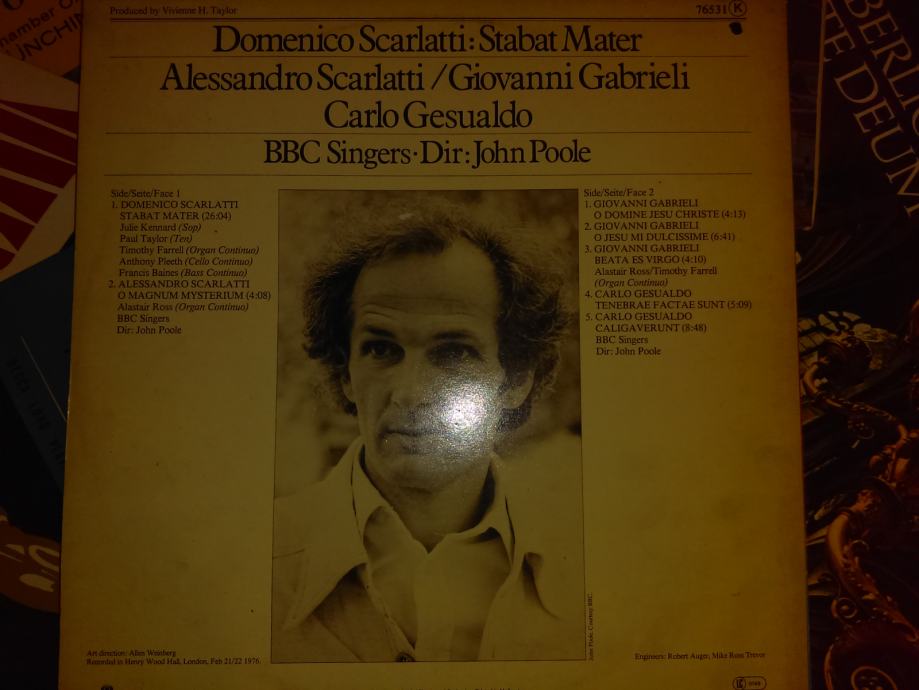 Produced by Vivienne H. Taylor
76531 K
Domenico Scarlatti: Stabat Mater
Alessandro Scarlatti / Giovanni Gabrieli
Carlo Gesualdo
BBC Singers · Dir: John Poole
Side/Seite/Face 1
1. DOMENICO SCARLATTI
STABAT MATER (26:04)
Julie Kennard (Sop)
Paul Taylor (Ten)
Timothy Farrell (Organ Continuo)
Anthony Pleeth (Cello Continuo)
Francis Baines (Bass Continuo)
2. ALESSANDRO SCARLATTI
O MAGNUM MYSTERIUM (4:08)
Alastair Ross (Organ Continuo)
BBC Singers
Dir: John Poole
Side/Seite/Face 2
1. GIOVANNI GABRIELI
O DOMINE JESU CHRISTE (4:13)
2. GIOVANNI GABRIELI
O JESU MI DULCISSIME (6:41)
3. GIOVANNI GABRIELI
BEATA ES VIRGO (4:10)
Alastair Ross/Timothy Farrell
(Organ Continuo)
4. CARLO GESUALDO
TENEBRAE FACTAE SUNT (5:09)
5. CARLO GESUALDO
CALIGAVERUNT (8:48)
BBC Singers
Dir: John Poole
John Poole. Courtesy BBC.
Art direction: Allen Weinberg
Recorded in Henry Wood Hall, London, Feb 21/22 1976.
Engineers: Robert Auger, Mike Ross Trevor
BERLIO
TE DEUM